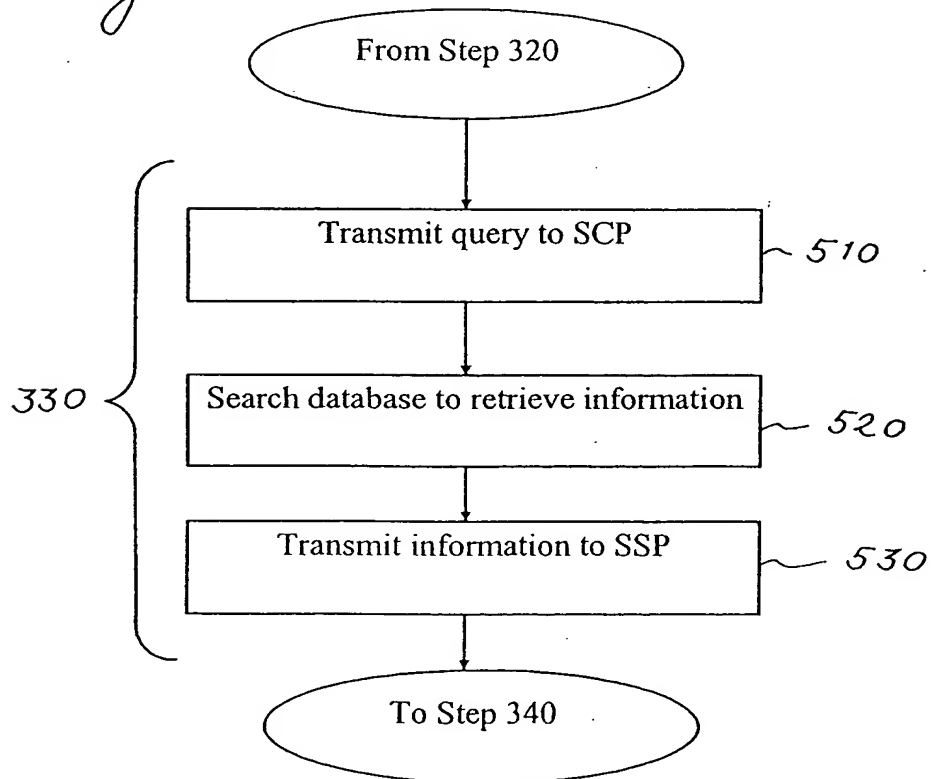 From Step 320
Transmit query to SCP
510
330
Search database to retrieve information
520
Transmit information to SSP
530
To Step 340